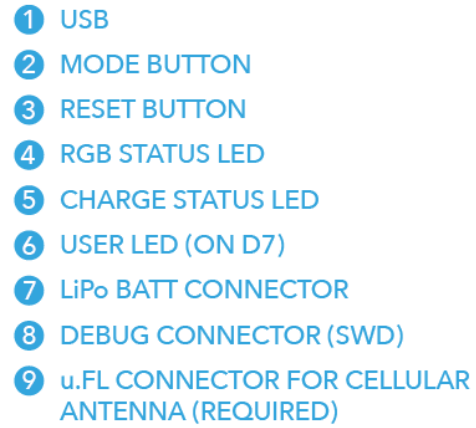 1 USB
2 MODE BUTTON
3 RESET BUTTON
4 RGB STATUS LED
5 CHARGE STATUS LED
6 USER LED (ON D7)
7 LiPo BATT CONNECTOR
8 DEBUG CONNECTOR (SWD)
9 u.FL CONNECTOR FOR CELLULAR
ANTENNA (REQUIRED)